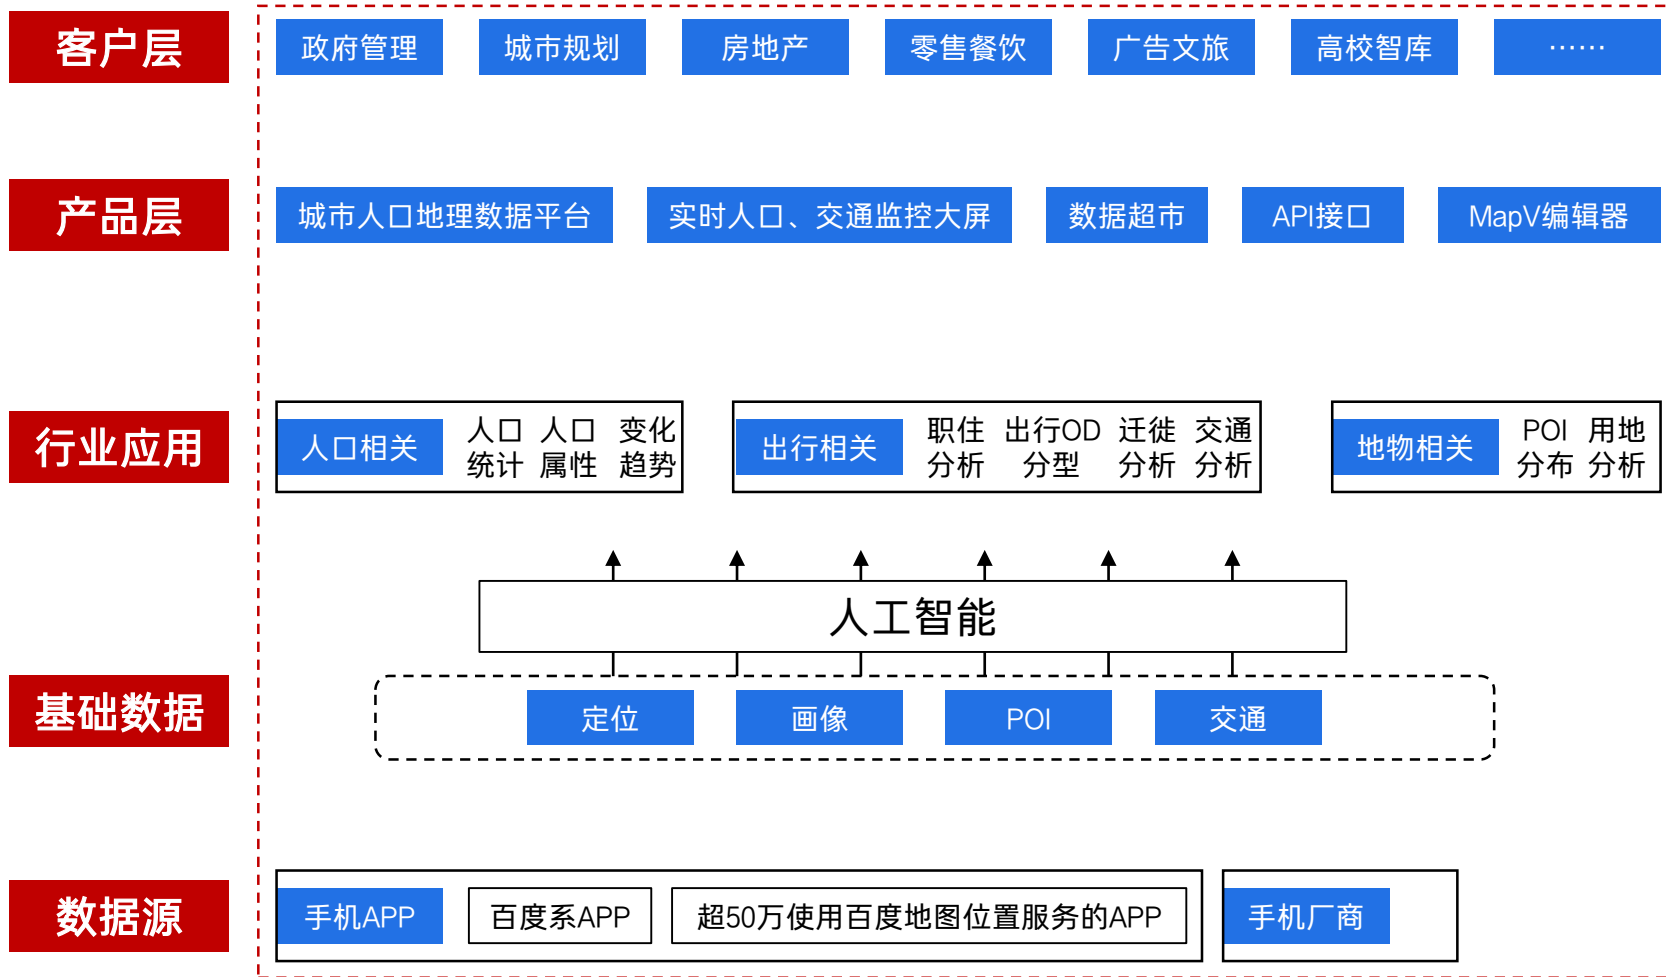 客户层
政府管理
城市规划
房地产
零售餐饮
广告文旅
高校智库
……
产品层
城市人口地理数据平台
实时人口、交通监控大屏
数据超市
API接口
MapV编辑器
行业应用
人口相关
人口
统计
人口
属性
变化
趋势
出行相关
职住
分析
出行OD
分型
迁徙
分析
交通
分析
地物相关
POI
分布
用地
分析
人工智能
基础数据
定位
画像
POI
交通
数据源
手机APP
百度系APP
超50万使用百度地图位置服务的APP
手机厂商